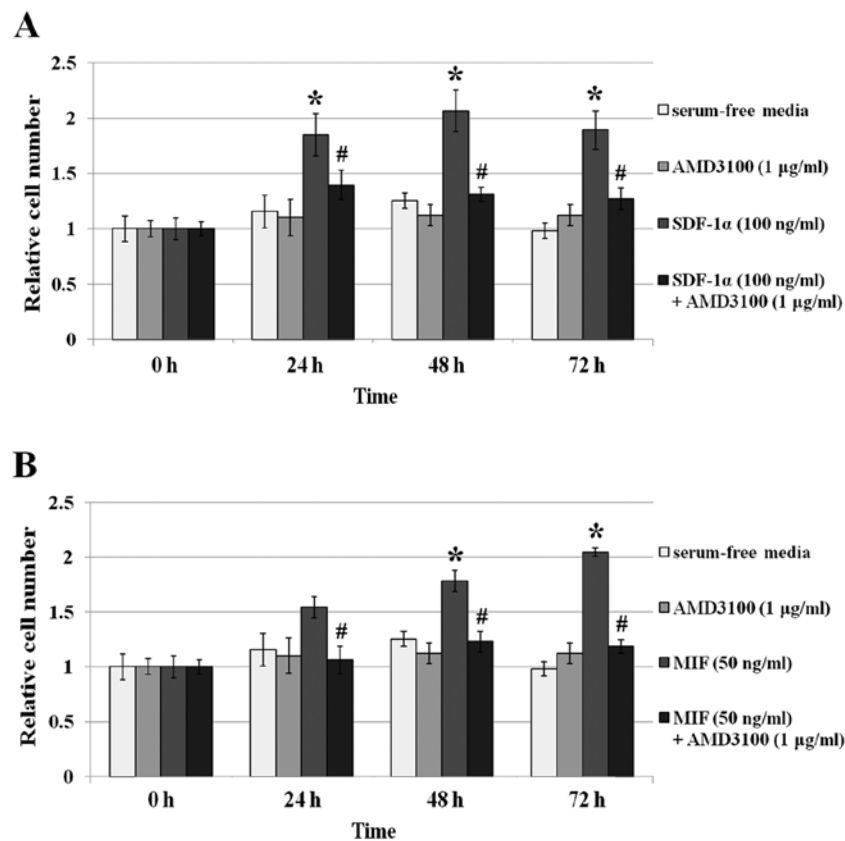 A
Relative cell number
2.5
2
1.5
1
0.5
0
*
#
*
#
*
#
0 h
24 h
48 h
72 h
Time
serum-free media
AMD3100 (1 μg/ml)
SDF-1α (100 ng/ml)
SDF-1α (100 ng/ml)
+ AMD3100 (1 μg/ml)
B
Relative cell number
2.5
2
1.5
1
0.5
0
#
*
#
*
#
0 h
24 h
48 h
72 h
Time
serum-free media
AMD3100 (1 μg/ml)
MIF (50 ng/ml)
MIF (50 ng/ml)
+ AMD3100 (1 μg/ml)